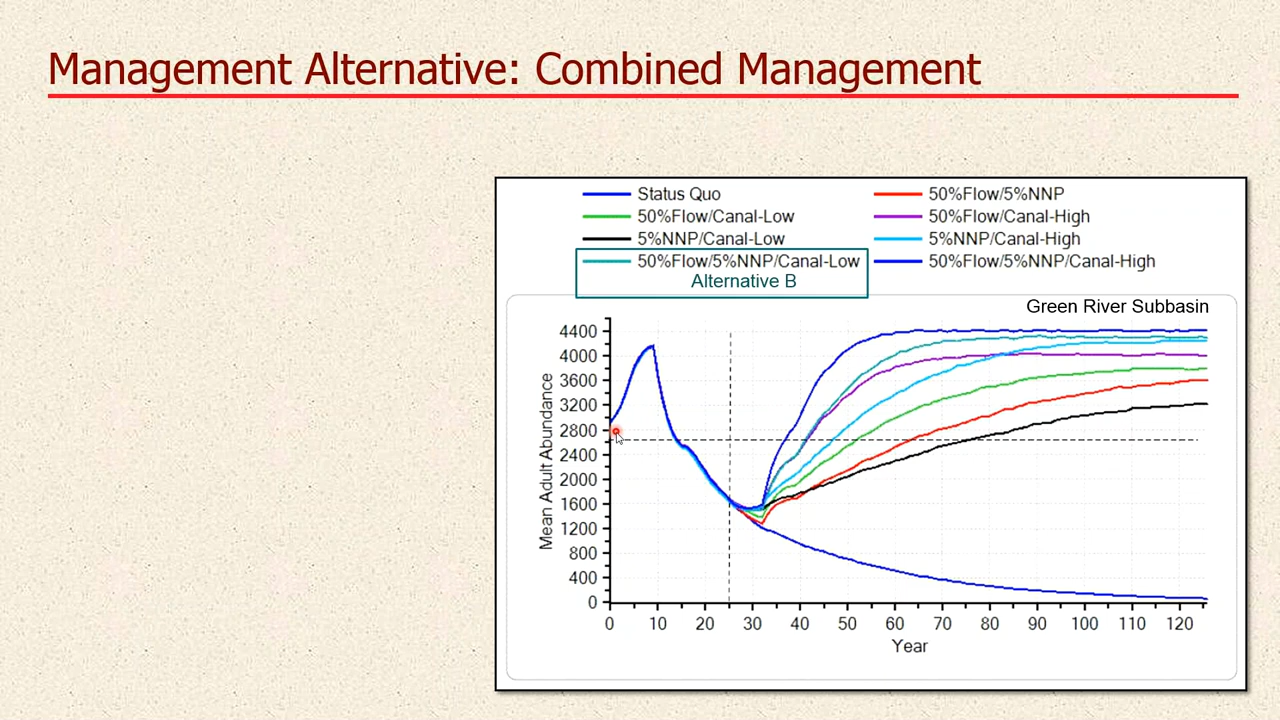 Management Alternative: Combined Management
Status Quo
50%Flow/5%NNP
50%Flow/Canal-Low
50%Flow/Canal-High
5%NNP/Canal-Low
5%NNP/Canal-High
50%Flow/5%NNP/Canal-Low
50%Flow/5%NNP/Canal-High
Alternative B
Green River Subbasin
Mean Adult Abundance
4400
4000
3600
3200
2800
2400
2000
1600
1200
800
400
0
0 10 20 30 40 50 60 70 80 90 100 110 120
Year